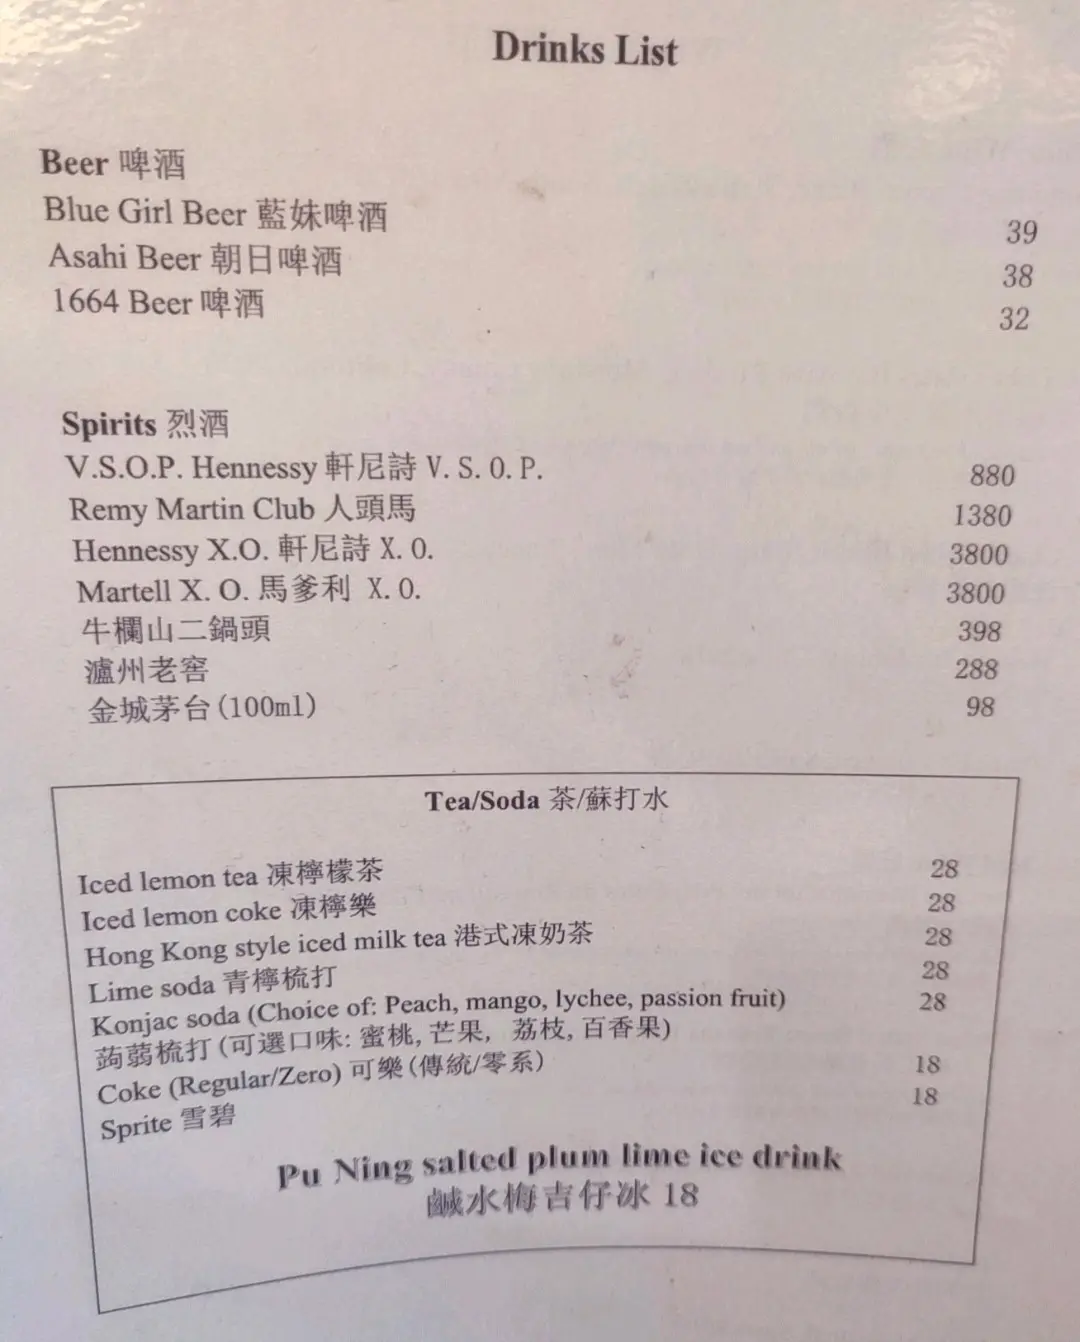 Drinks List
Beer 啤酒
Blue Girl Beer 藍妹啤酒 39
Asahi Beer 朝日啤酒 38
1664 Beer 啤酒 32
Spirits 烈酒
V.S.O.P. Hennessy 軒尼詩 V.S.O.P. 880
Remy Martin Club 人頭馬 1380
Hennessy X.O. 軒尼詩 X.O. 3800
Martell X. O. 馬爹利 X.O. 3800
牛欄山二鍋頭 398
瀘州老窖 288
金城茅台(100ml) 98
Tea/Soda 茶/蘇打水
Iced lemon tea 凍檸檬茶 28
Iced lemon coke 凍檸樂 28
Hong Kong style iced milk tea 港式凍奶茶 28
Lime soda 青檸梳打 28
Konjac soda (Choice of: Peach, mango, lychee, passion fruit) 28
蒟蒻梳打(可選口味: 蜜桃, 芒果, 荔枝, 百香果)
Coke (Regular/Zero) 可樂(傳統/零系) 18
Sprite 雪碧 18
Pu Ning salted plum lime ice drink
鹹水梅吉仔冰 18